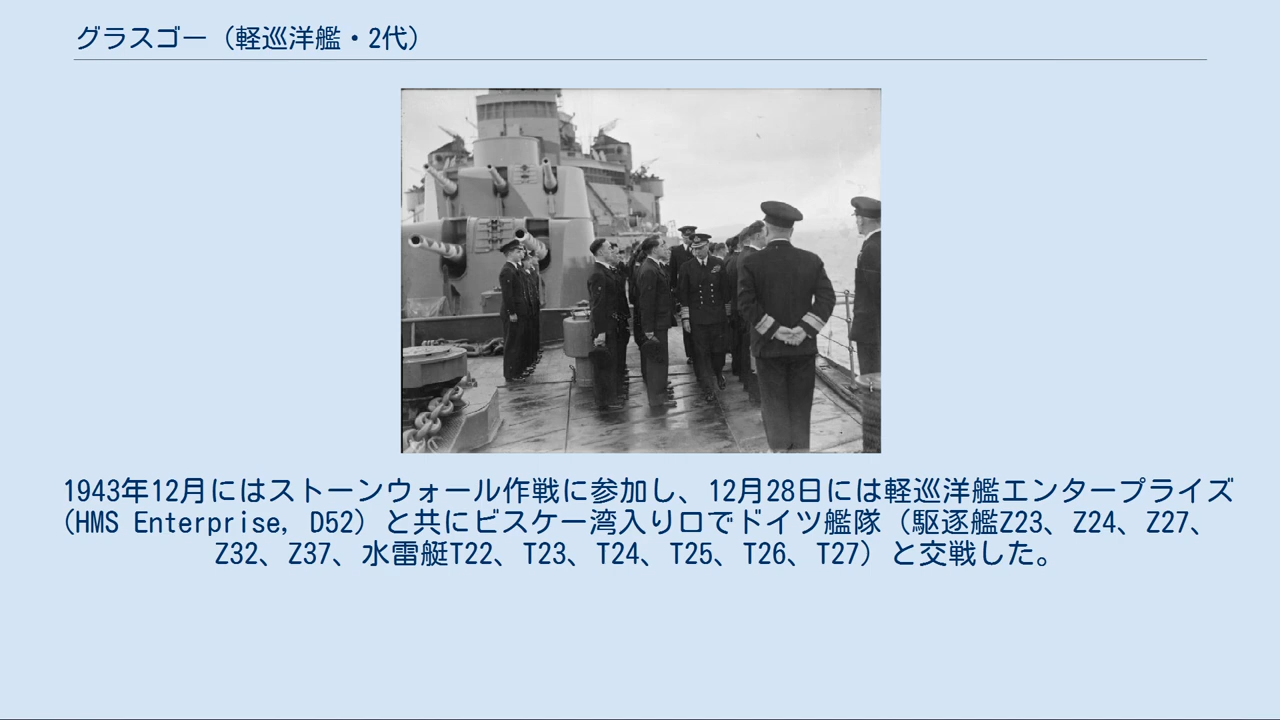 グラスゴー（軽巡洋艦・2代）
1943年12月にはストーンウォール作戦に参加し、12月28日には軽巡洋艦エンタープライズ
(HMS Enterprise, D52) と共にビスケー湾入り口でドイツ艦隊（駆逐艦Z23、Z24、Z27、
Z32、Z37、水雷艇T22、T23、T24、T25、T26、T27）と交戦した。